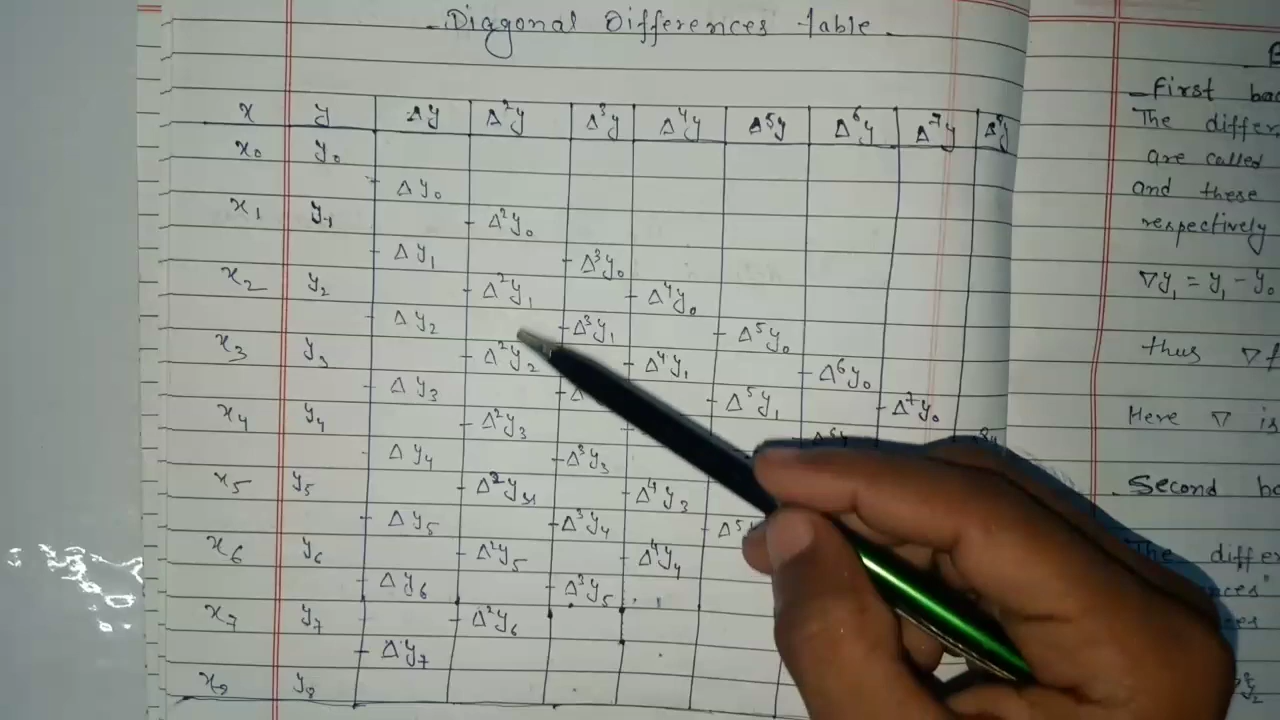 Diagonal Differences table
x y Δy Δ²y Δ³y Δ⁴y Δ⁵y Δ⁶y Δ⁷y Δ⁸y
x₀ y₀
Δy₀
x₁ y₁ Δ²y₀
Δy₁ Δ³y₀
x₂ y₂ Δ²y₁ Δ⁴y₀
Δy₂ Δ³y₁ Δ⁵y₀
x₃ y₃ Δ²y₂ Δ⁴y₁ Δ⁶y₀
Δy₃ Δ⁵y₁ Δ⁷y₀
x₄ y₄ Δ²y₃
Δy₄ Δ³y₃
x₅ y₅ Δ²y₄ Δ⁴y₃
Δy₅ Δ³y₄
x₆ y₆ Δ²y₅ Δ⁴y₄
Δy₆ Δ³y₅
x₇ y₇ Δ²y₆
Δy₇
x₈ y₈
First
The
are called
and these
respectively
∇y₁ = y₁ - y₀
thus ∇
Here ∇ is
Second
The